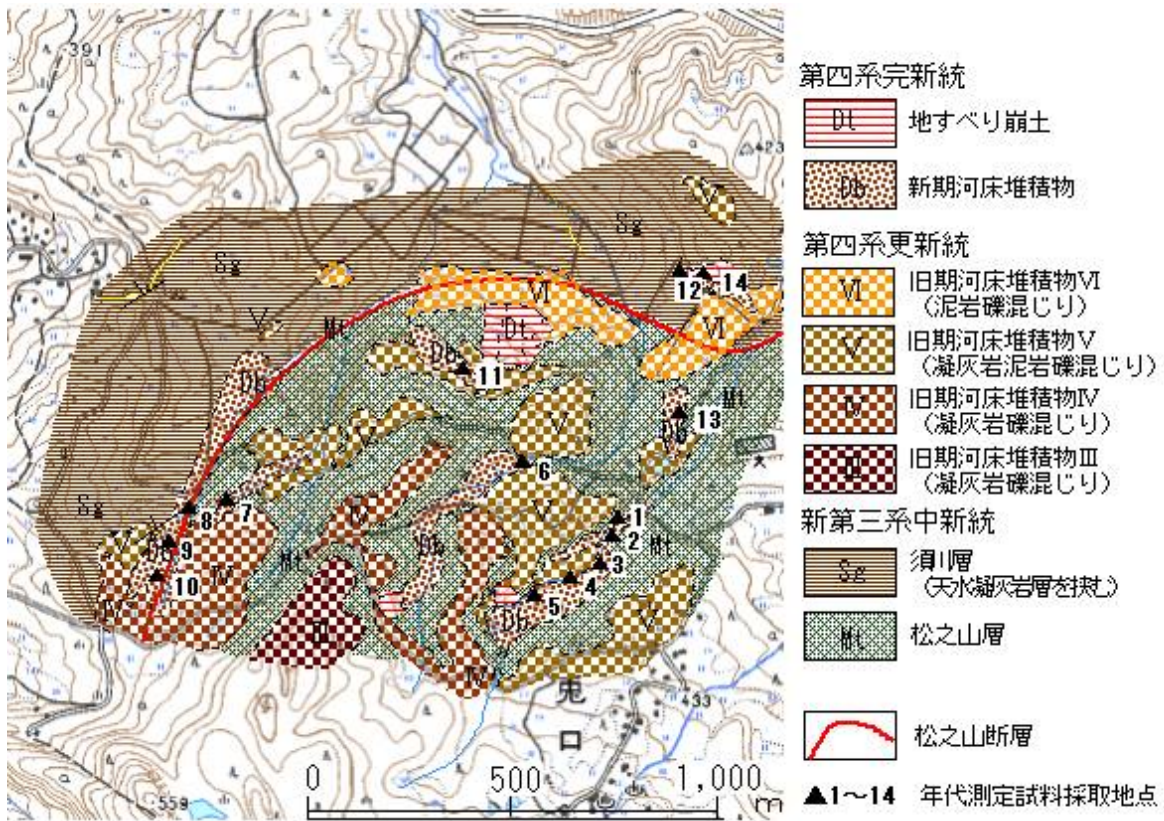 391
423
Sg
Sg
Sg
V
V
VI
VI
Mt
Dt
Db
12
14
11
13
Db
Mt
V
V
6
Db
7
8
9
10
V
Db
IV
IV
IV
Mt
Db
V
1
2
3
4
5
Mt
Db
V
III
IV
兎
口
433
559
0 500 1,000
m
第四系完新統
Dt 地すべり崩土
Db 新期河床堆積物
第四系更新統
VI 旧期河床堆積物VI
(泥岩礫混じり)
V 旧期河床堆積物V
(凝灰岩泥岩礫混じり)
IV 旧期河床堆積物IV
(凝灰岩礫混じり)
III 旧期河床堆積物III
(凝灰岩礫混じり)
新第三系中新統
Sg 須川層
(天水凝灰岩層を挟む)
Mt 松之山層
松之山断層
▲1~14 年代測定試料採取地点